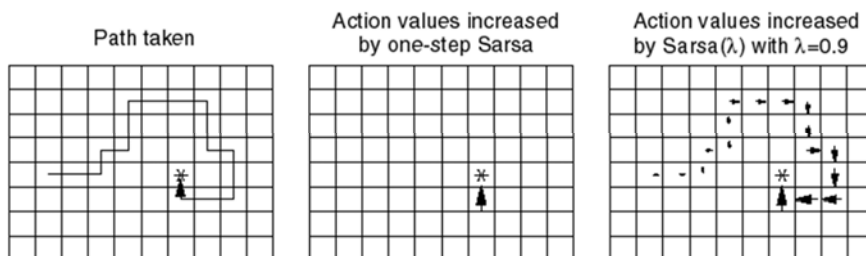 Path taken
Action values increased
by one-step Sarsa
Action values increased
by Sarsa(λ) with λ=0.9